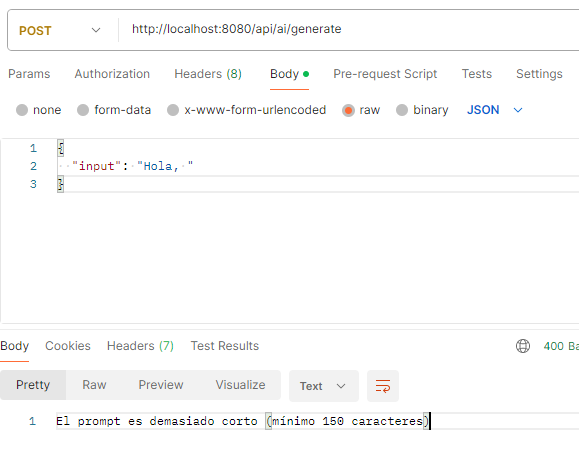 POST http://localhost:8080/api/ai/generate
Params Authorization Headers (8) Body Pre-request Script Tests Settings
none form-data x-www-form-urlencoded raw binary JSON
1 {
2 "input": "Hola, "
3 }
Body Cookies Headers (7) Test Results 400 Ba
Pretty Raw Preview Visualize Text
1 El prompt es demasiado corto (mínimo 150 caracteres)